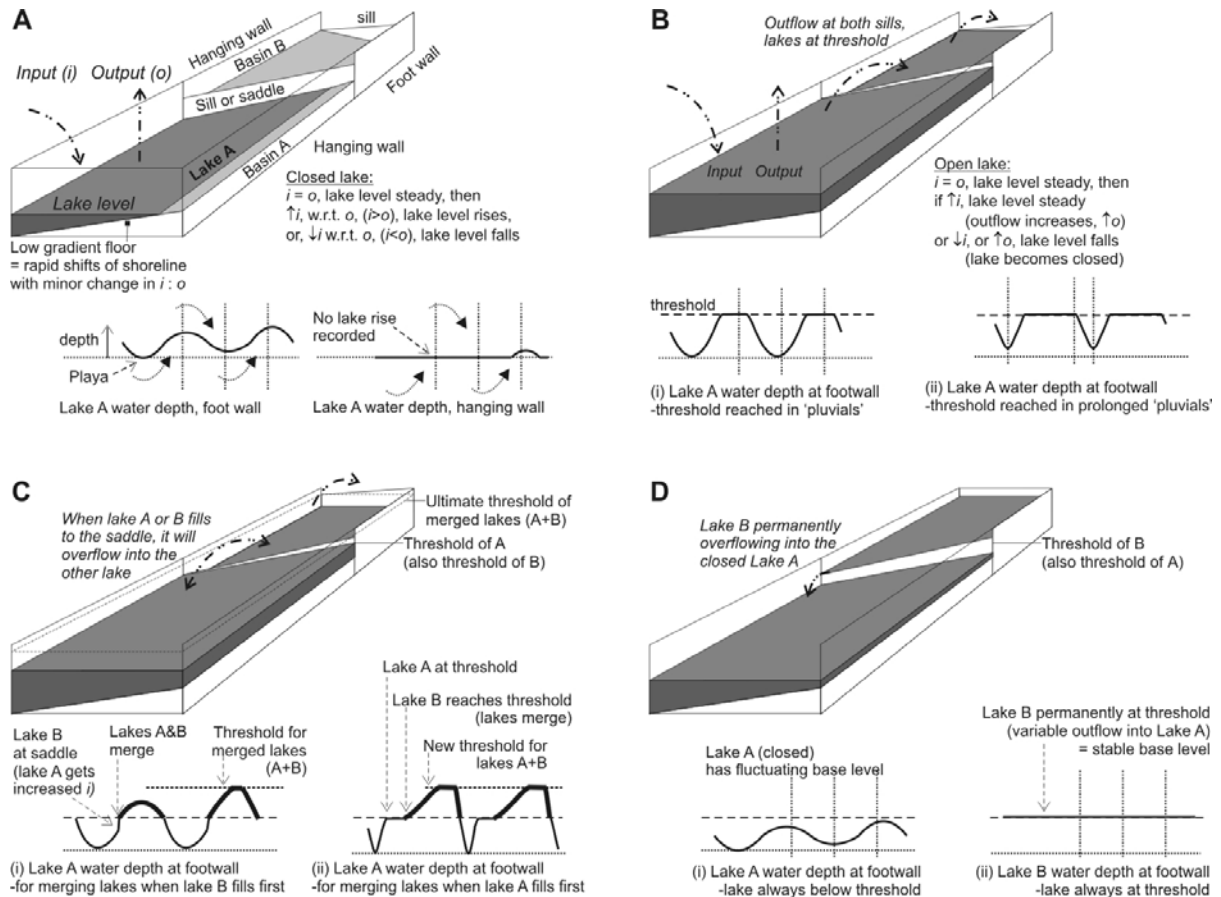 A
sill
Hanging wall
Basin B
Foot wall
Input (i)
Output (o)
Sill or saddle
Lake A
Basin A
Hanging wall
Lake level
Closed lake:
i = o, lake level steady, then
↑i, w.r.t. o, (i>o), lake level rises,
or, ↓i w.r.t. o, (i<o), lake level falls
Low gradient floor
= rapid shifts of shoreline
with minor change in i : o
depth
Playa
Lake A water depth, foot wall
No lake rise
recorded
Lake A water depth, hanging wall
B
Outflow at both sills,
lakes at threshold
Input
Output
Open lake:
i = o, lake level steady, then
if ↑i, lake level steady
(outflow increases, ↑o)
or ↓i, or ↑o, lake level falls
(lake becomes closed)
threshold
(i) Lake A water depth at footwall
-threshold reached in 'pluvials'
(ii) Lake A water depth at footwall
-threshold reached in prolonged 'pluvials'
C
When lake A or B fills
to the saddle, it will
overflow into the
other lake
Ultimate threshold of
merged lakes (A+B)
Threshold of A
(also threshold of B)
Lake A at threshold
Lake B reaches threshold
(lakes merge)
New threshold for
lakes A+B
Lake B
at saddle
(lake A gets
increased i)
Lakes A&B
merge
Threshold for
merged lakes
(A+B)
(i) Lake A water depth at footwall
-for merging lakes when lake B fills first
(ii) Lake A water depth at footwall
-for merging lakes when lake A fills first
D
Lake B permanently
overflowing into the
closed Lake A
Threshold of B
(also threshold of A)
Lake A (closed)
has fluctuating base level
Lake B permanently at threshold
(variable outflow into Lake A)
= stable base level
(i) Lake A water depth at footwall
-lake always below threshold
(ii) Lake B water depth at footwall
-lake always at threshold